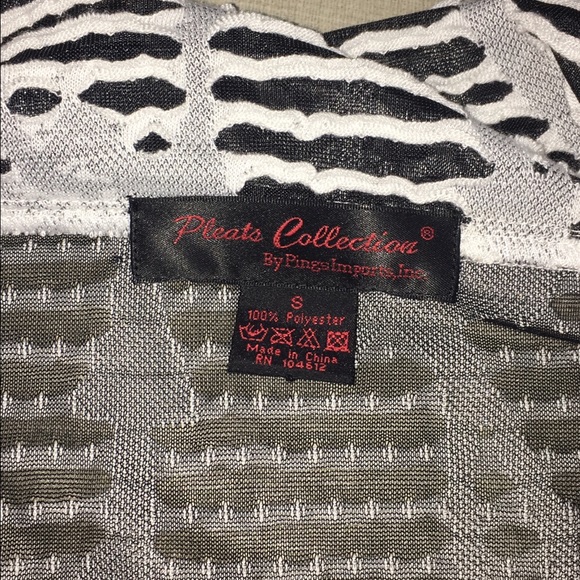 Pleats Collection®
By Pings Imports, Inc.
S
100% Polyester
Made in China
RN 104612